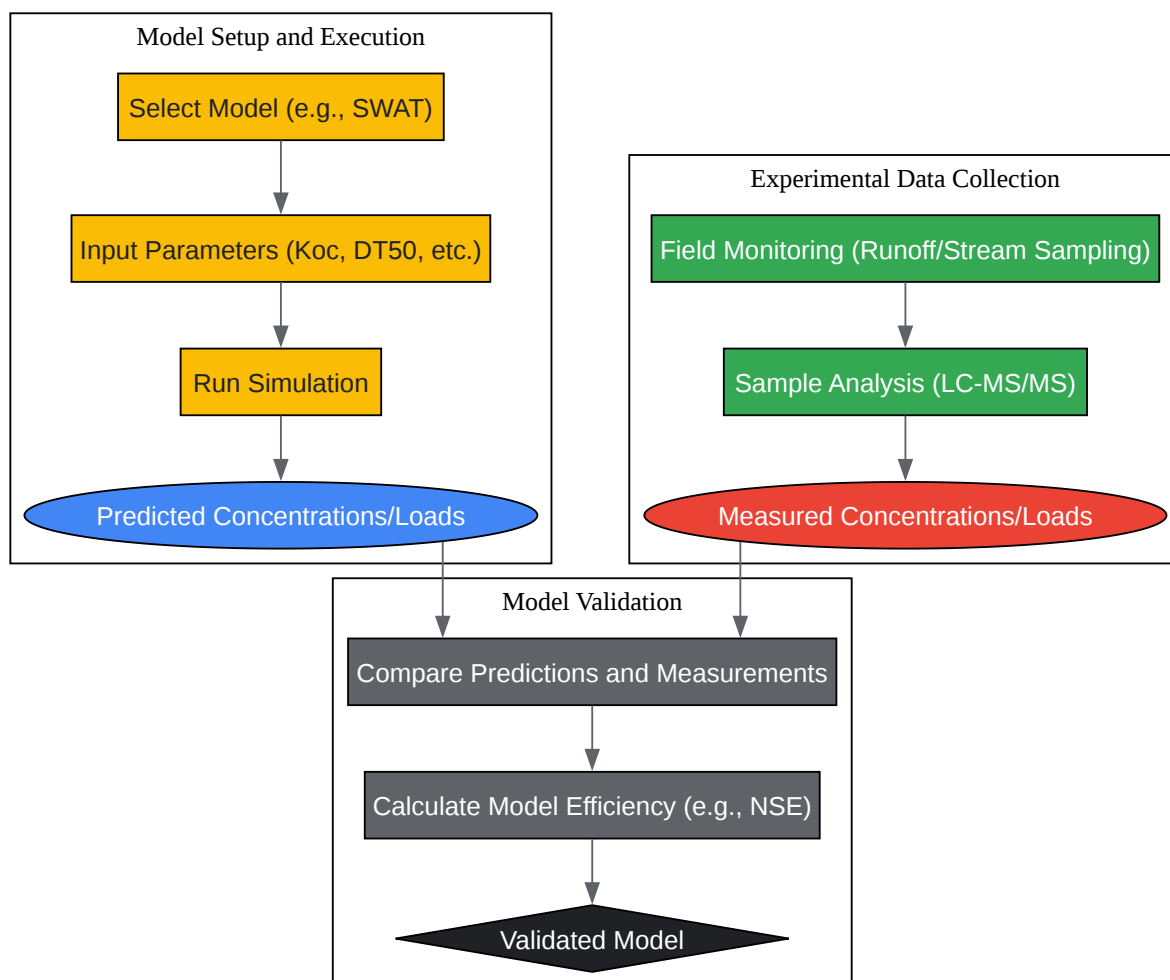 Model Setup and Execution
Select Model (e.g., SWAT)
Input Parameters (Koc, DT50, etc.)
Run Simulation
Predicted Concentrations/Loads
Experimental Data Collection
Field Monitoring (Runoff/Stream Sampling)
Sample Analysis (LC-MS/MS)
Measured Concentrations/Loads
Model Validation
Compare Predictions and Measurements
Calculate Model Efficiency (e.g., NSE)
Validated Model